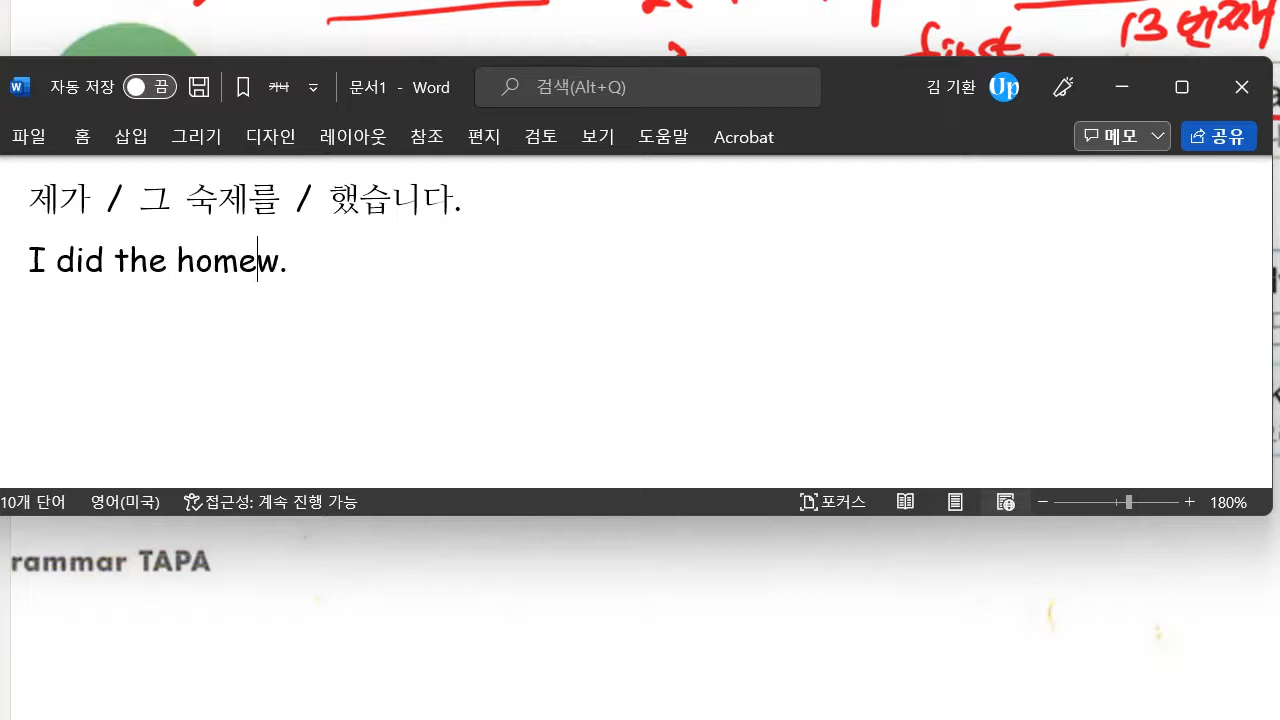 13번째
first
자동 저장 끔 문서1 - Word 검색(Alt+Q) 김 기환 Up
파일 홈 삽입 그리기 디자인 레이아웃 참조 편지 검토 보기 도움말 Acrobat 메모 공유
제가 / 그 숙제를 / 했습니다.
I did the homew.
10개 단어 영어(미국) 접근성: 계속 진행 가능 포커스 180%
rammar TAPA